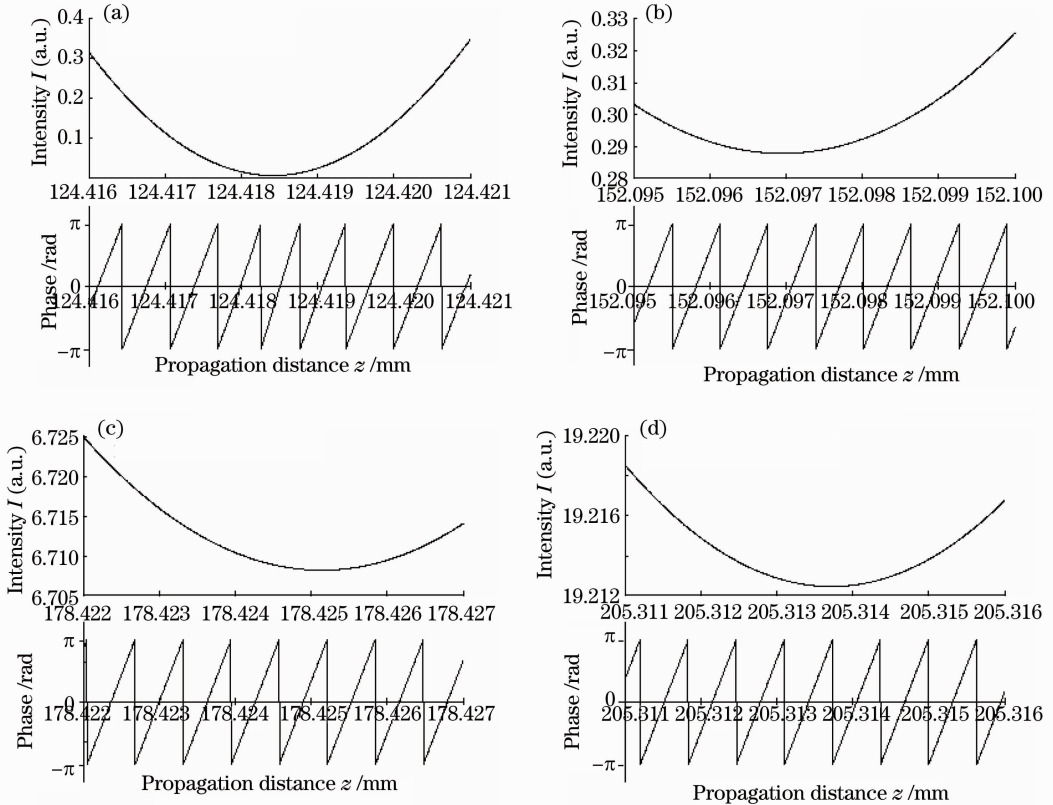 (a)
Intensity I (a.u.)
0.4
0.3
0.2
0.1
124.416 124.417 124.418 124.419 124.420 124.421
Phase /rad
π
0
−π
124.416 124.417 124.418 124.419 124.420 124.421
Propagation distance z /mm
(b)
Intensity I (a.u.)
0.33
0.32
0.31
0.30
0.29
0.28
152.095 152.096 152.097 152.098 152.099 152.100
Phase /rad
π
0
−π
152.095 152.096 152.097 152.098 152.099 152.100
Propagation distance z /mm
(c)
Intensity I (a.u.)
6.725
6.720
6.715
6.710
6.705
178.422 178.423 178.424 178.425 178.426 178.427
Phase /rad
π
0
−π
178.422 178.423 178.424 178.425 178.426 178.427
Propagation distance z /mm
(d)
Intensity I (a.u.)
19.220
19.216
19.212
205.311 205.312 205.313 205.314 205.315 205.316
Phase /rad
π
0
−π
205.311 205.312 205.313 205.314 205.315 205.316
Propagation distance z /mm